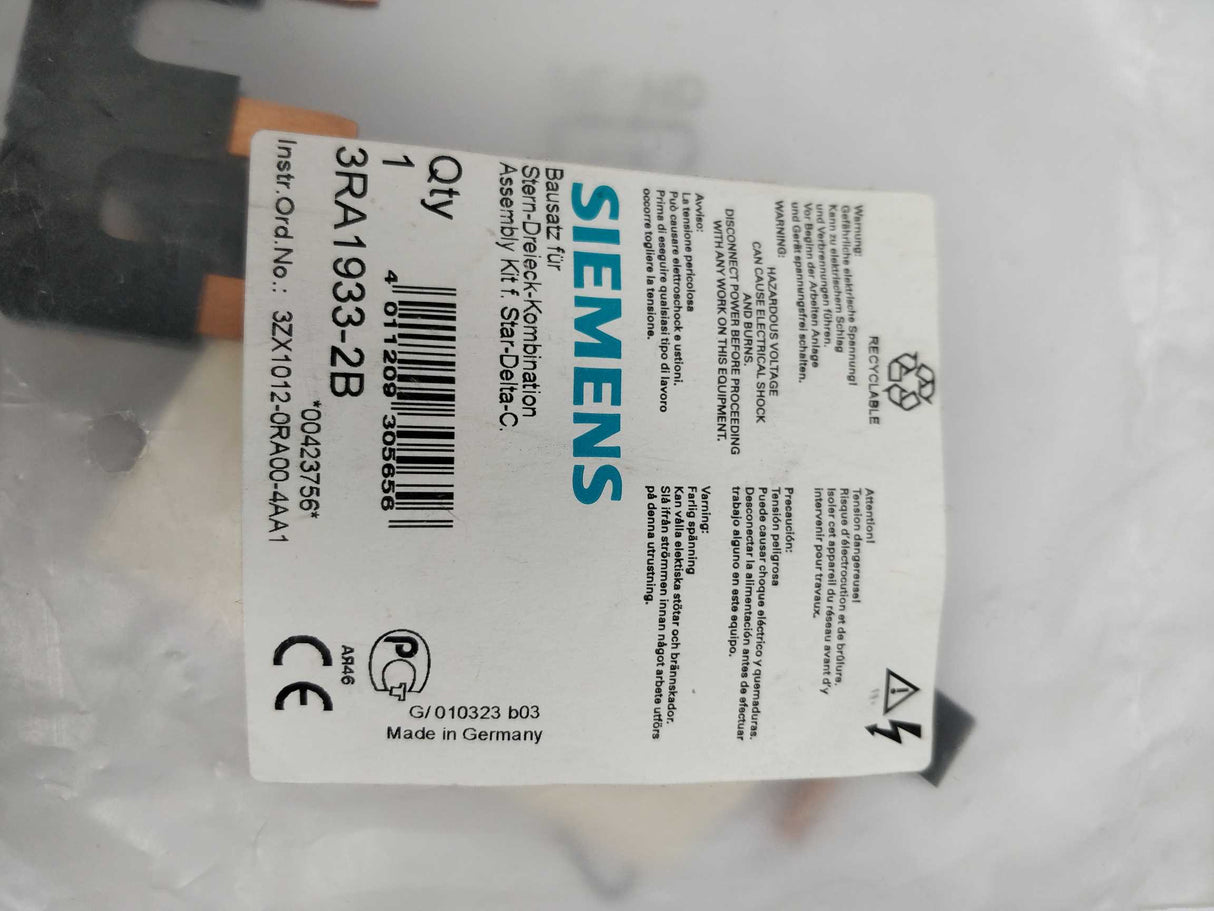 RECYCLABLE
Warnung:
Gefährliche elektrische Spannung!
Kann zu elektrischem Schlag
und Verbrennungen führen.
Vor Beginn der Arbeiten Anlage
und Gerät spannungsfrei schalten.
WARNING:
HAZARDOUS VOLTAGE
CAN CAUSE ELECTRICAL SHOCK
AND BURNS.
DISCONNECT POWER BEFORE PROCEEDING
WITH ANY WORK ON THIS EQUIPMENT.
Avviso:
La tensione pericolosa
Può causare elettroschock e ustioni.
Prima di eseguire qualsiasi tipo di lavoro
occorre togliere la tensione.
Attention!
Tension dangereuse!
Risque d'électrocution et de brûlure.
Isoler cet appareil du réseau avant d'y
intervenir pour travaux.
Precaución:
Tensión peligrosa
Puede causar choque eléctrico y quemaduras.
Desconectar la alimentación antes de efectuar
trabajo alguno en este equipo.
Varning:
Farlig spänning
Kan välla elektiska stötar och brännskador.
Slå ifrån strömmen innan något arbete utförs
på denna utrustning.
SIEMENS
Bausatz für
Stern-Dreieck-Kombination
Assembly Kit f. Star-Delta-C.
Qty
1
4 011209 305656
3RA1933-2B
*00423756*
Instr.Ord.No.: 3ZX1012-0RA00-4AA1
G/010323 b03
Made in Germany
РСТ
АЯ46
CE